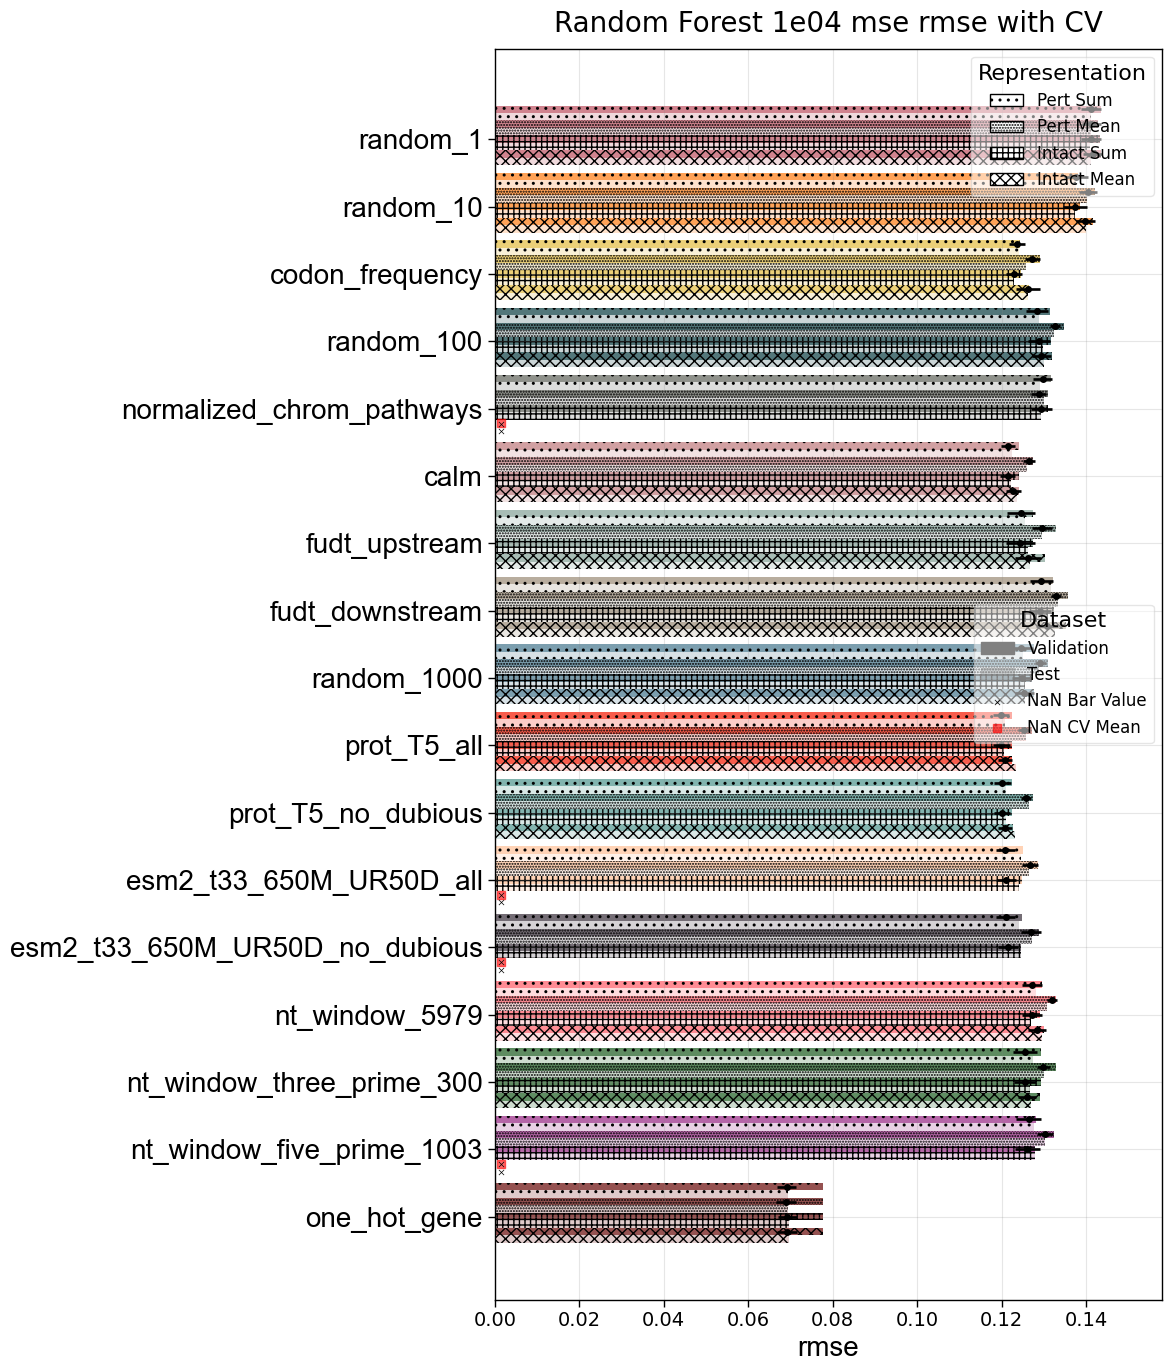 Random Forest 1e04 mse rmse with CV
Representation
Pert Sum
Pert Mean
Intact Sum
Intact Mean
random_1
random_10
codon_frequency
random_100
normalized_chrom_pathways
calm
fudt_upstream
fudt_downstream
Dataset
Validation
Test
NaN Bar Value
NaN CV Mean
random_1000
prot_T5_all
prot_T5_no_dubious
esm2_t33_650M_UR50D_all
esm2_t33_650M_UR50D_no_dubious
nt_window_5979
nt_window_three_prime_300
nt_window_five_prime_1003
one_hot_gene
0.00 0.02 0.04 0.06 0.08 0.10 0.12 0.14
rmse